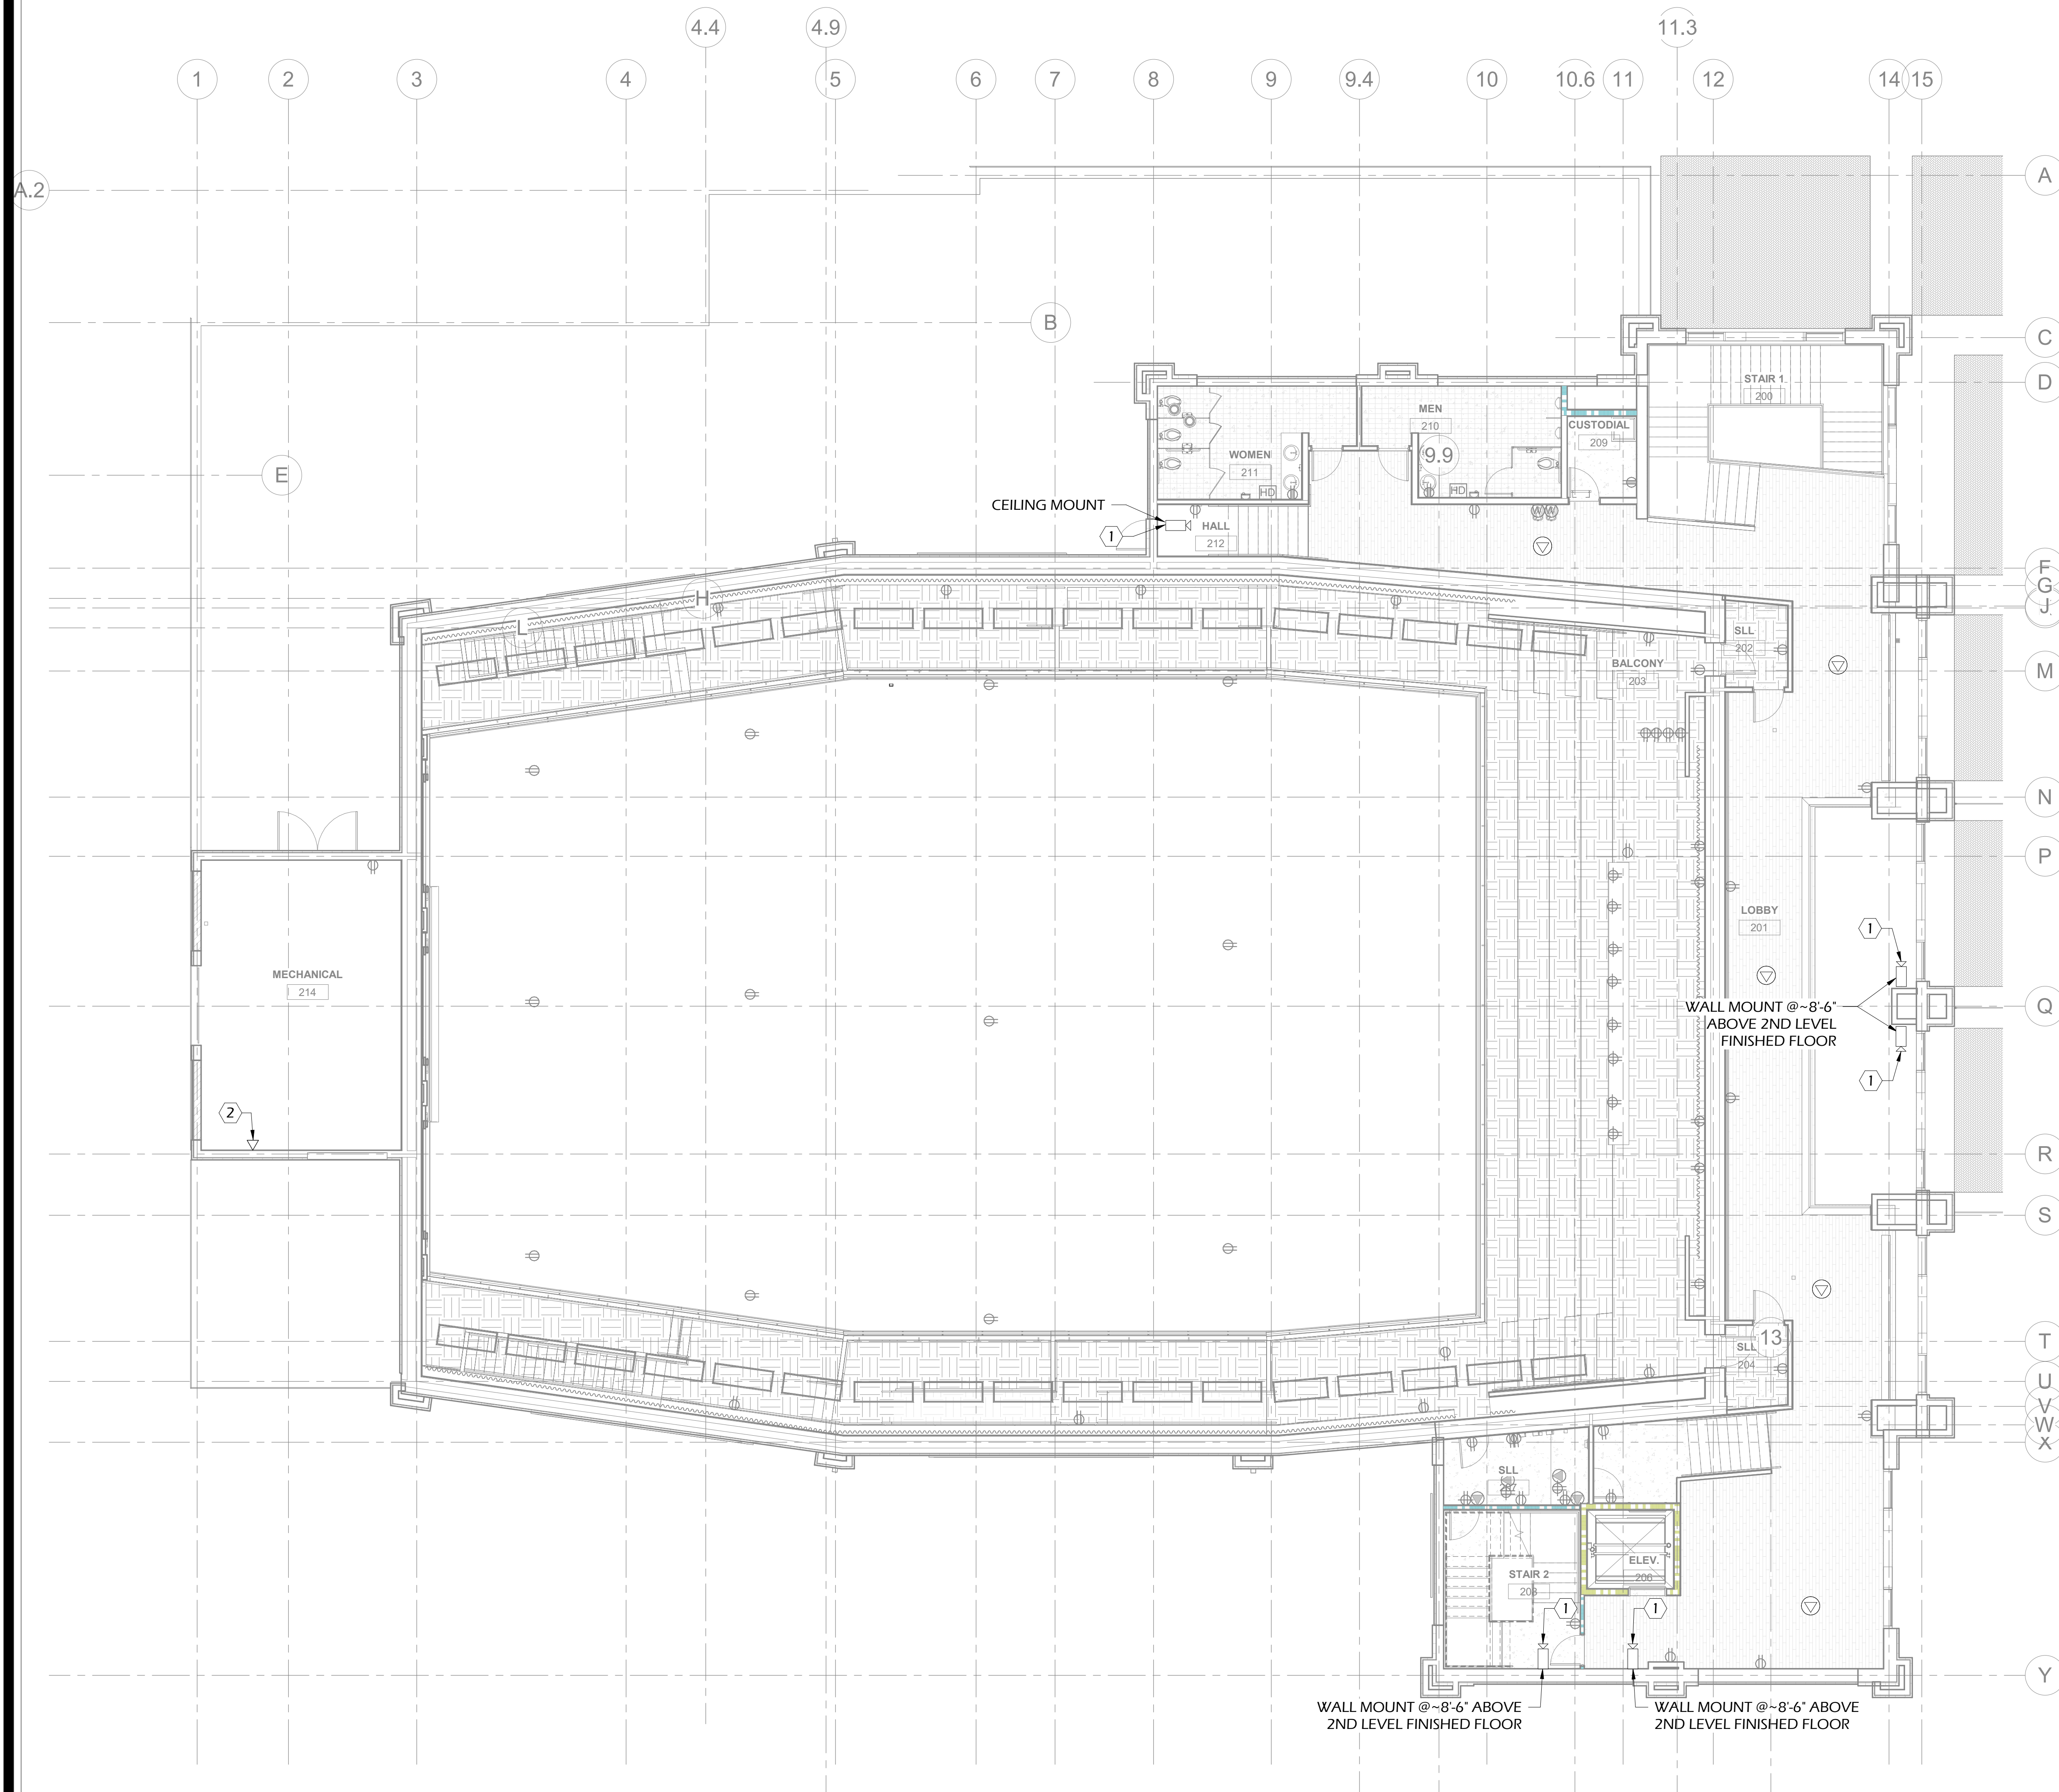 4.4
4.9
11.3
1
2
3
4
5
6
7
8
9
9.4
10
10.6
11
12
14
15
A.2
A
B
C
D
STAIR 1
200
MEN
210
CUSTODIAL
209
9.9
WOMEN
211
E
HD
HD
CEILING MOUNT
1
HALL
212
W
W
F
G
J
H
L
SLL
202
BALCONY
203
M
N
P
LOBBY
201
1
MECHANICAL
214
WALL MOUNT @~8'-6"
ABOVE 2ND LEVEL
FINISHED FLOOR
Q
1
2
R
S
13
T
SLL
204
U
V
W
X
SLL
ELEV.
206
STAIR 2
208
1
1
Y
WALL MOUNT @~8'-6" ABOVE
2ND LEVEL FINISHED FLOOR
WALL MOUNT @~8'-6" ABOVE
2ND LEVEL FINISHED FLOOR